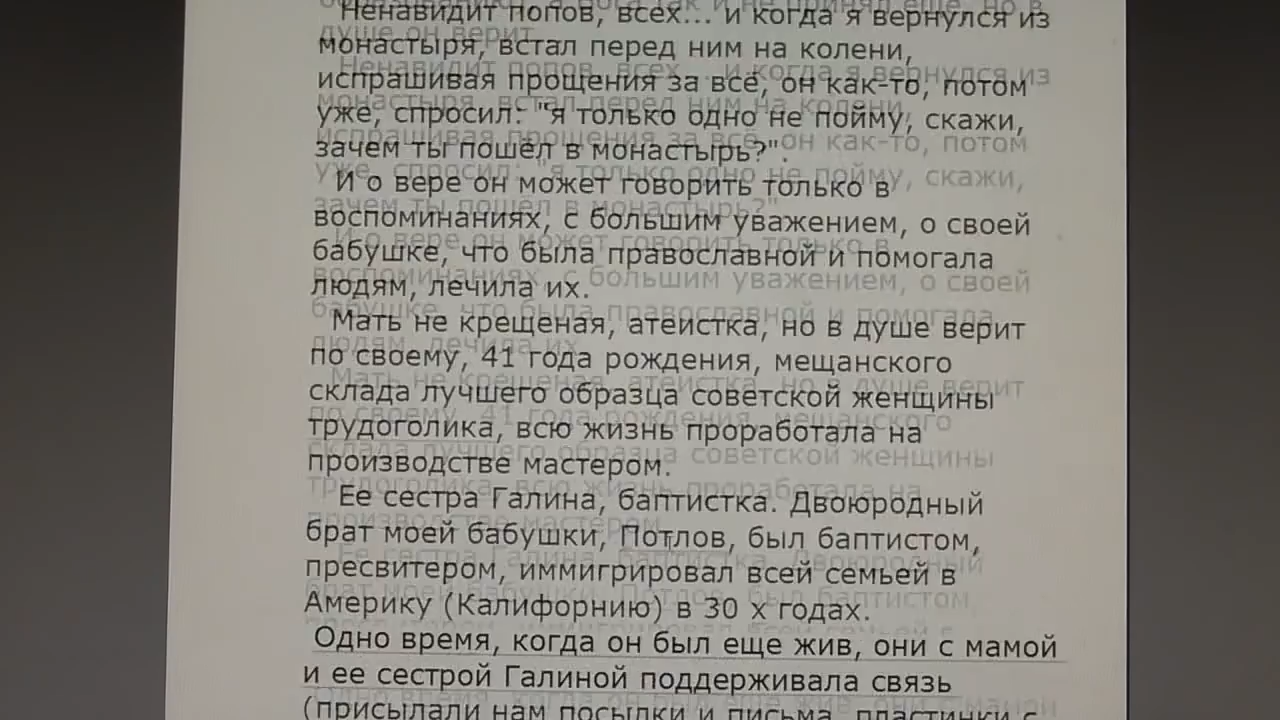 Ненавидит попов, всех... и когда я вернулся из
монастыря, встал перед ним на колени,
испрашивая прощения за всё, он как-то, потом
уже, спросил: "я только одно не пойму, скажи,
зачем ты пошёл в монастырь?".
И о вере он может говорить только в
воспоминаниях, с большим уважением, о своей
бабушке, что была православной и помогала
людям, лечила их.
Мать не крещеная, атеистка, но в душе верит
по своему, 41 года рождения, мещанского
склада лучшего образца советской женщины
трудоголика, всю жизнь проработала на
производстве мастером.
Ее сестра Галина, баптистка. Двоюродный
брат моей бабушки, Потлов, был баптистом,
пресвитером, иммигрировал всей семьей в
Америку (Калифорнию) в 30 х годах.
Одно время, когда он был еще жив, они с мамой
и ее сестрой Галиной поддерживала связь
(присылали нам посылки и письма, пластинки с